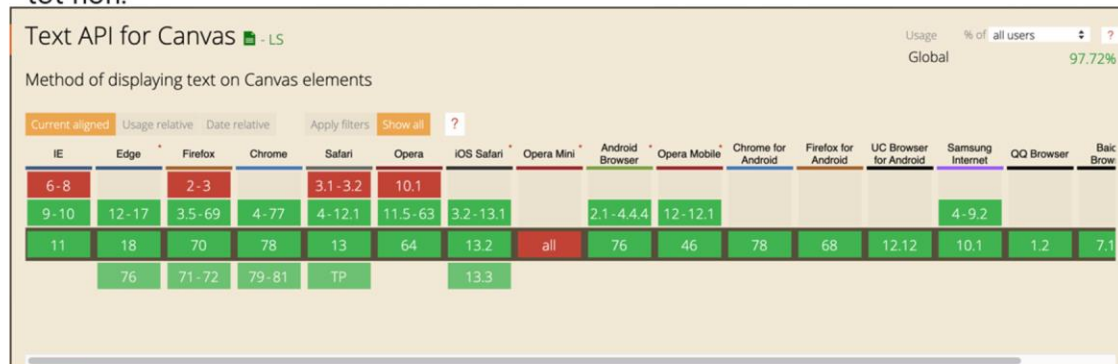 Text API for Canvas - LS
Usage % of all users ?
Global 97.72%
Method of displaying text on Canvas elements
Current aligned Usage relative Date relative Apply filters Show all ?
IE Edge * Firefox Chrome Safari Opera iOS Safari * Opera Mini * Android Browser * Opera Mobile * Chrome for Android Firefox for Android UC Browser for Android Samsung Internet QQ Browser
6-8 2-3 3.1-3.2 10.1
9-10 12-17 3.5-69 4-77 4-12.1 11.5-63 3.2-13.1 2.1-4.4.4 12-12.1 4-9.2
11 18 70 78 13 64 13.2 all 76 46 78 68 12.12 10.1 1.2 7.1
76 71-72 79-81 TP 13.3